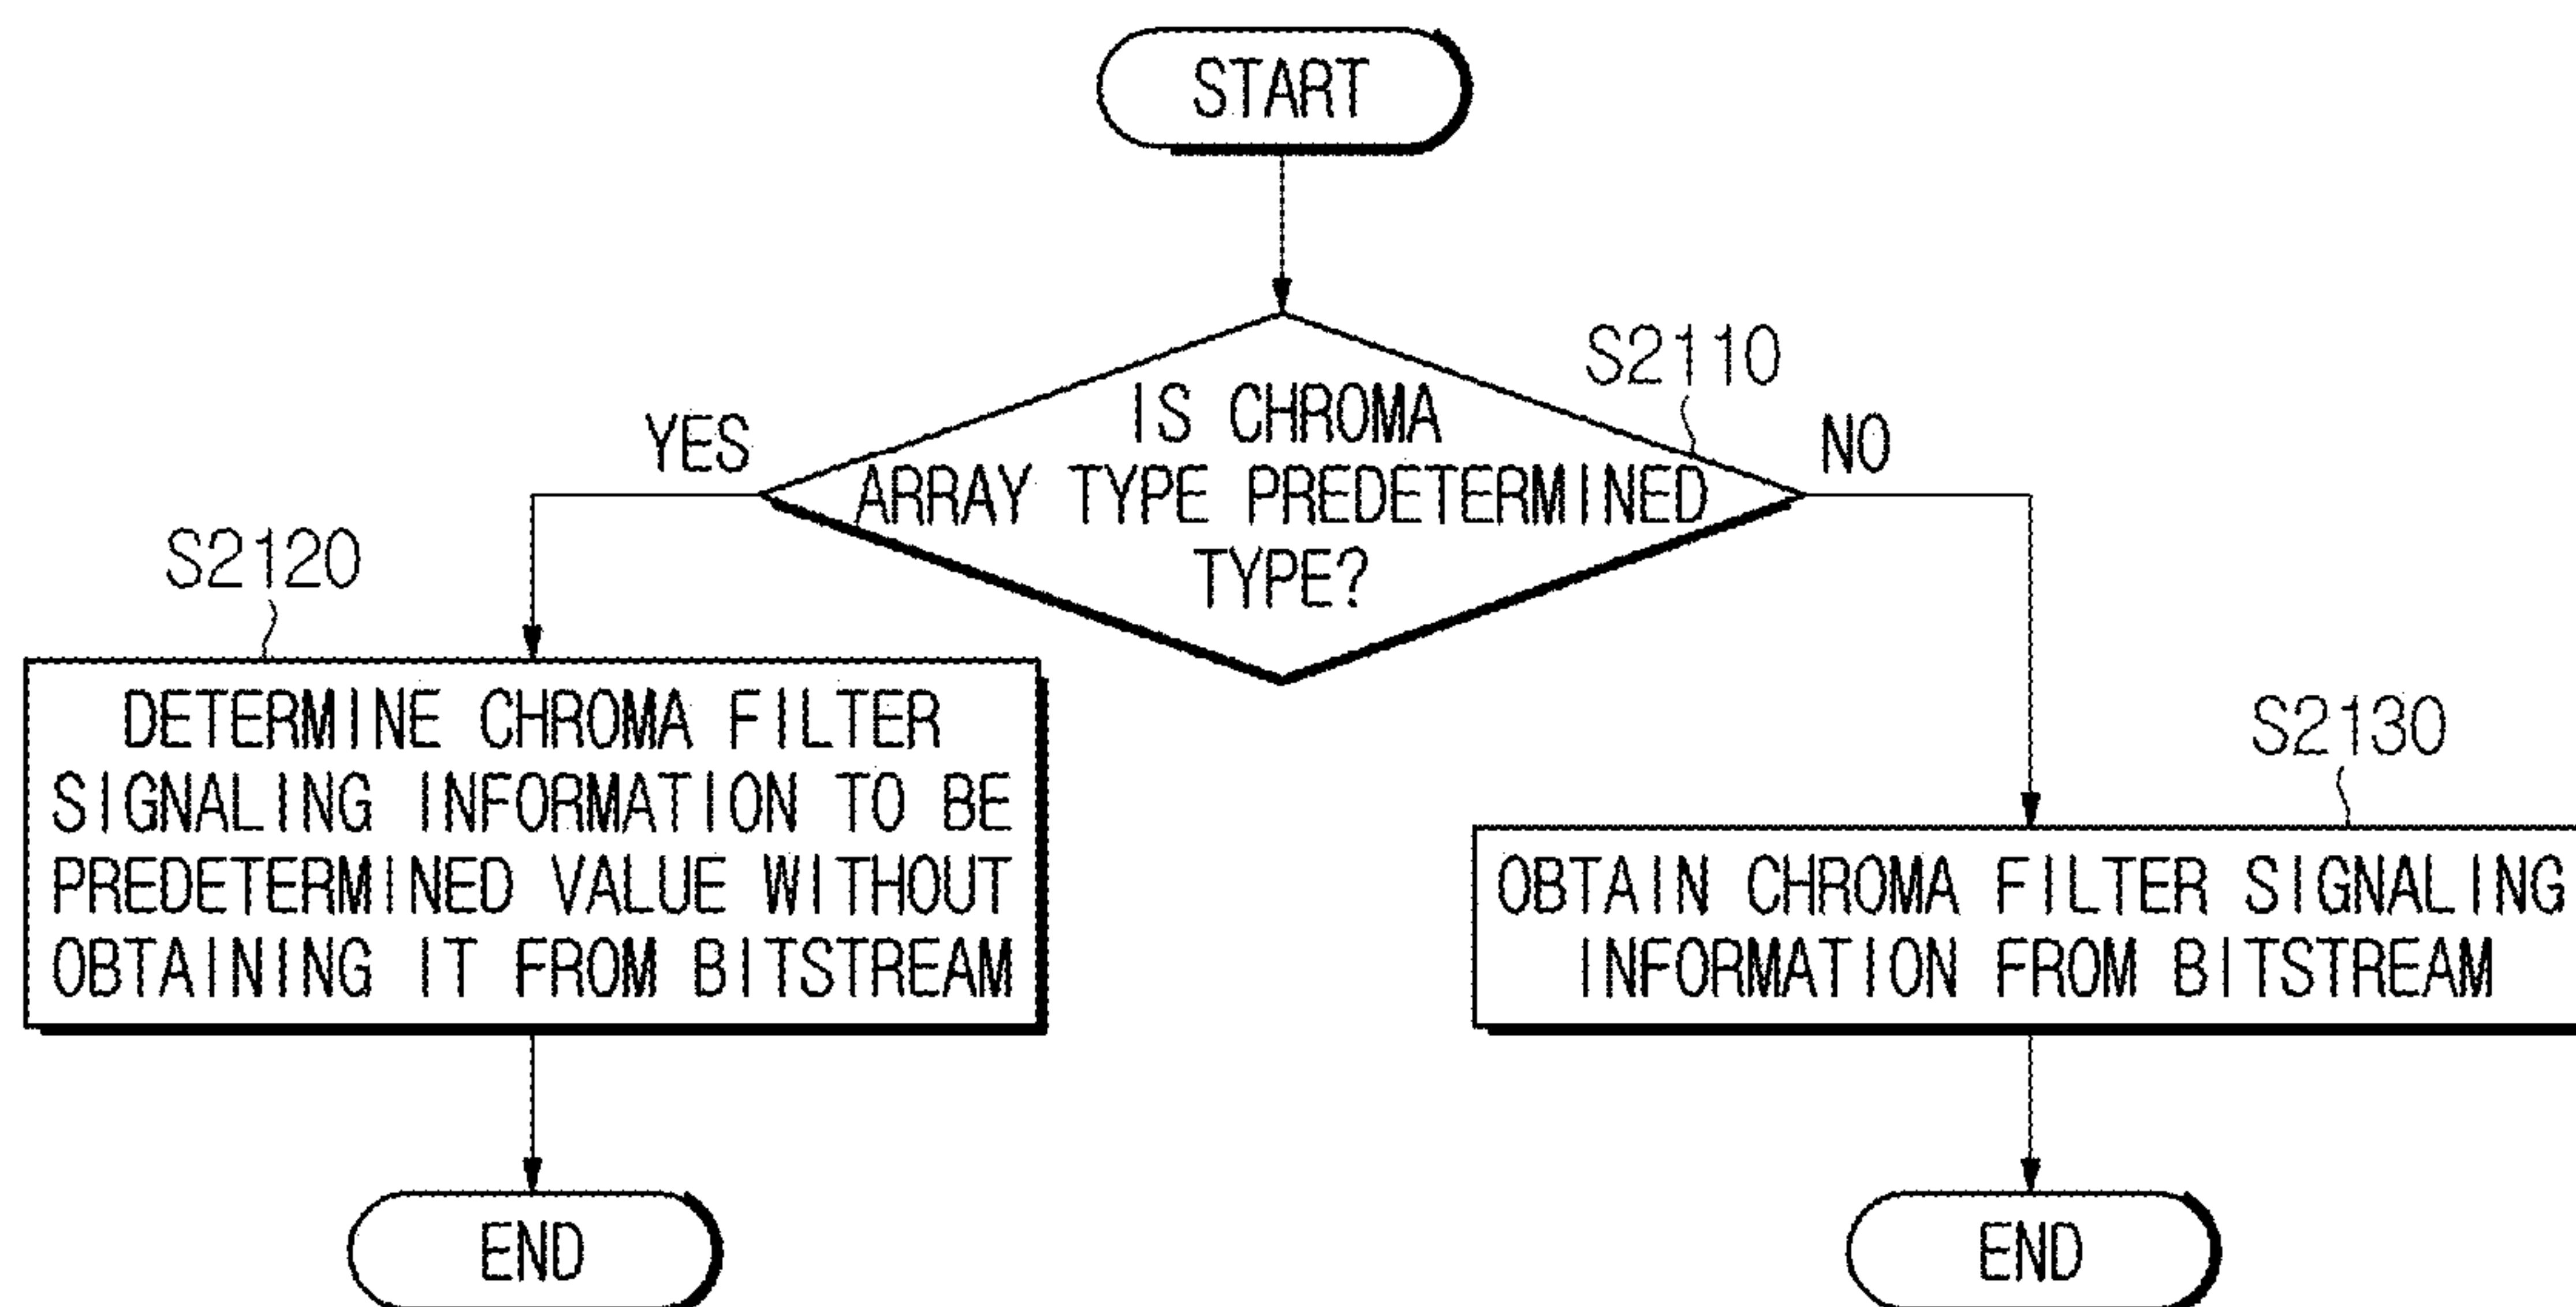 START
S2110
IS CHROMA
ARRAY TYPE PREDETERMINED
TYPE?
YES
NO
S2120
DETERMINE CHROMA FILTER
SIGNALING INFORMATION TO BE
PREDETERMINED VALUE WITHOUT
OBTAINING IT FROM BITSTREAM
S2130
OBTAIN CHROMA FILTER SIGNALING
INFORMATION FROM BITSTREAM
END
END